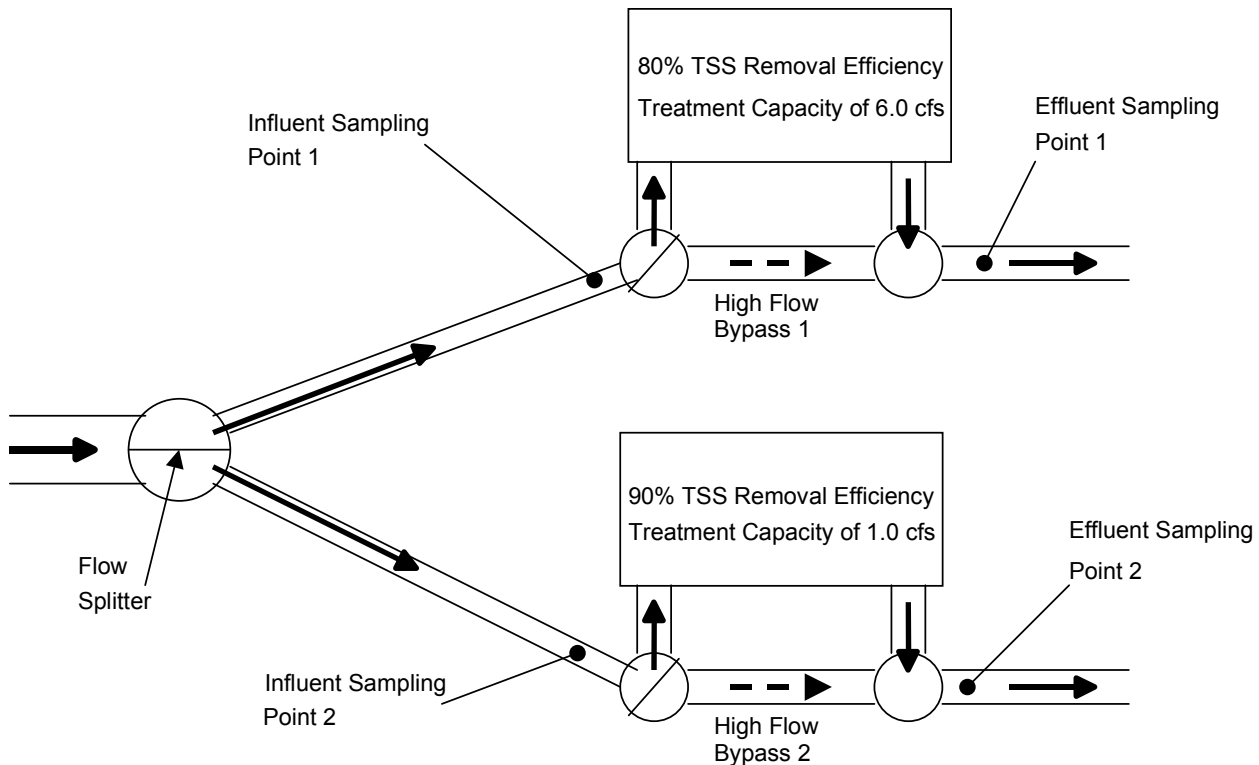 80% TSS Removal Efficiency
Treatment Capacity of 6.0 cfs
Influent Sampling
Point 1
Effluent Sampling
Point 1
High Flow
Bypass 1
90% TSS Removal Efficiency
Treatment Capacity of 1.0 cfs
Effluent Sampling
Point 2
Flow
Splitter
Influent Sampling
Point 2
High Flow
Bypass 2